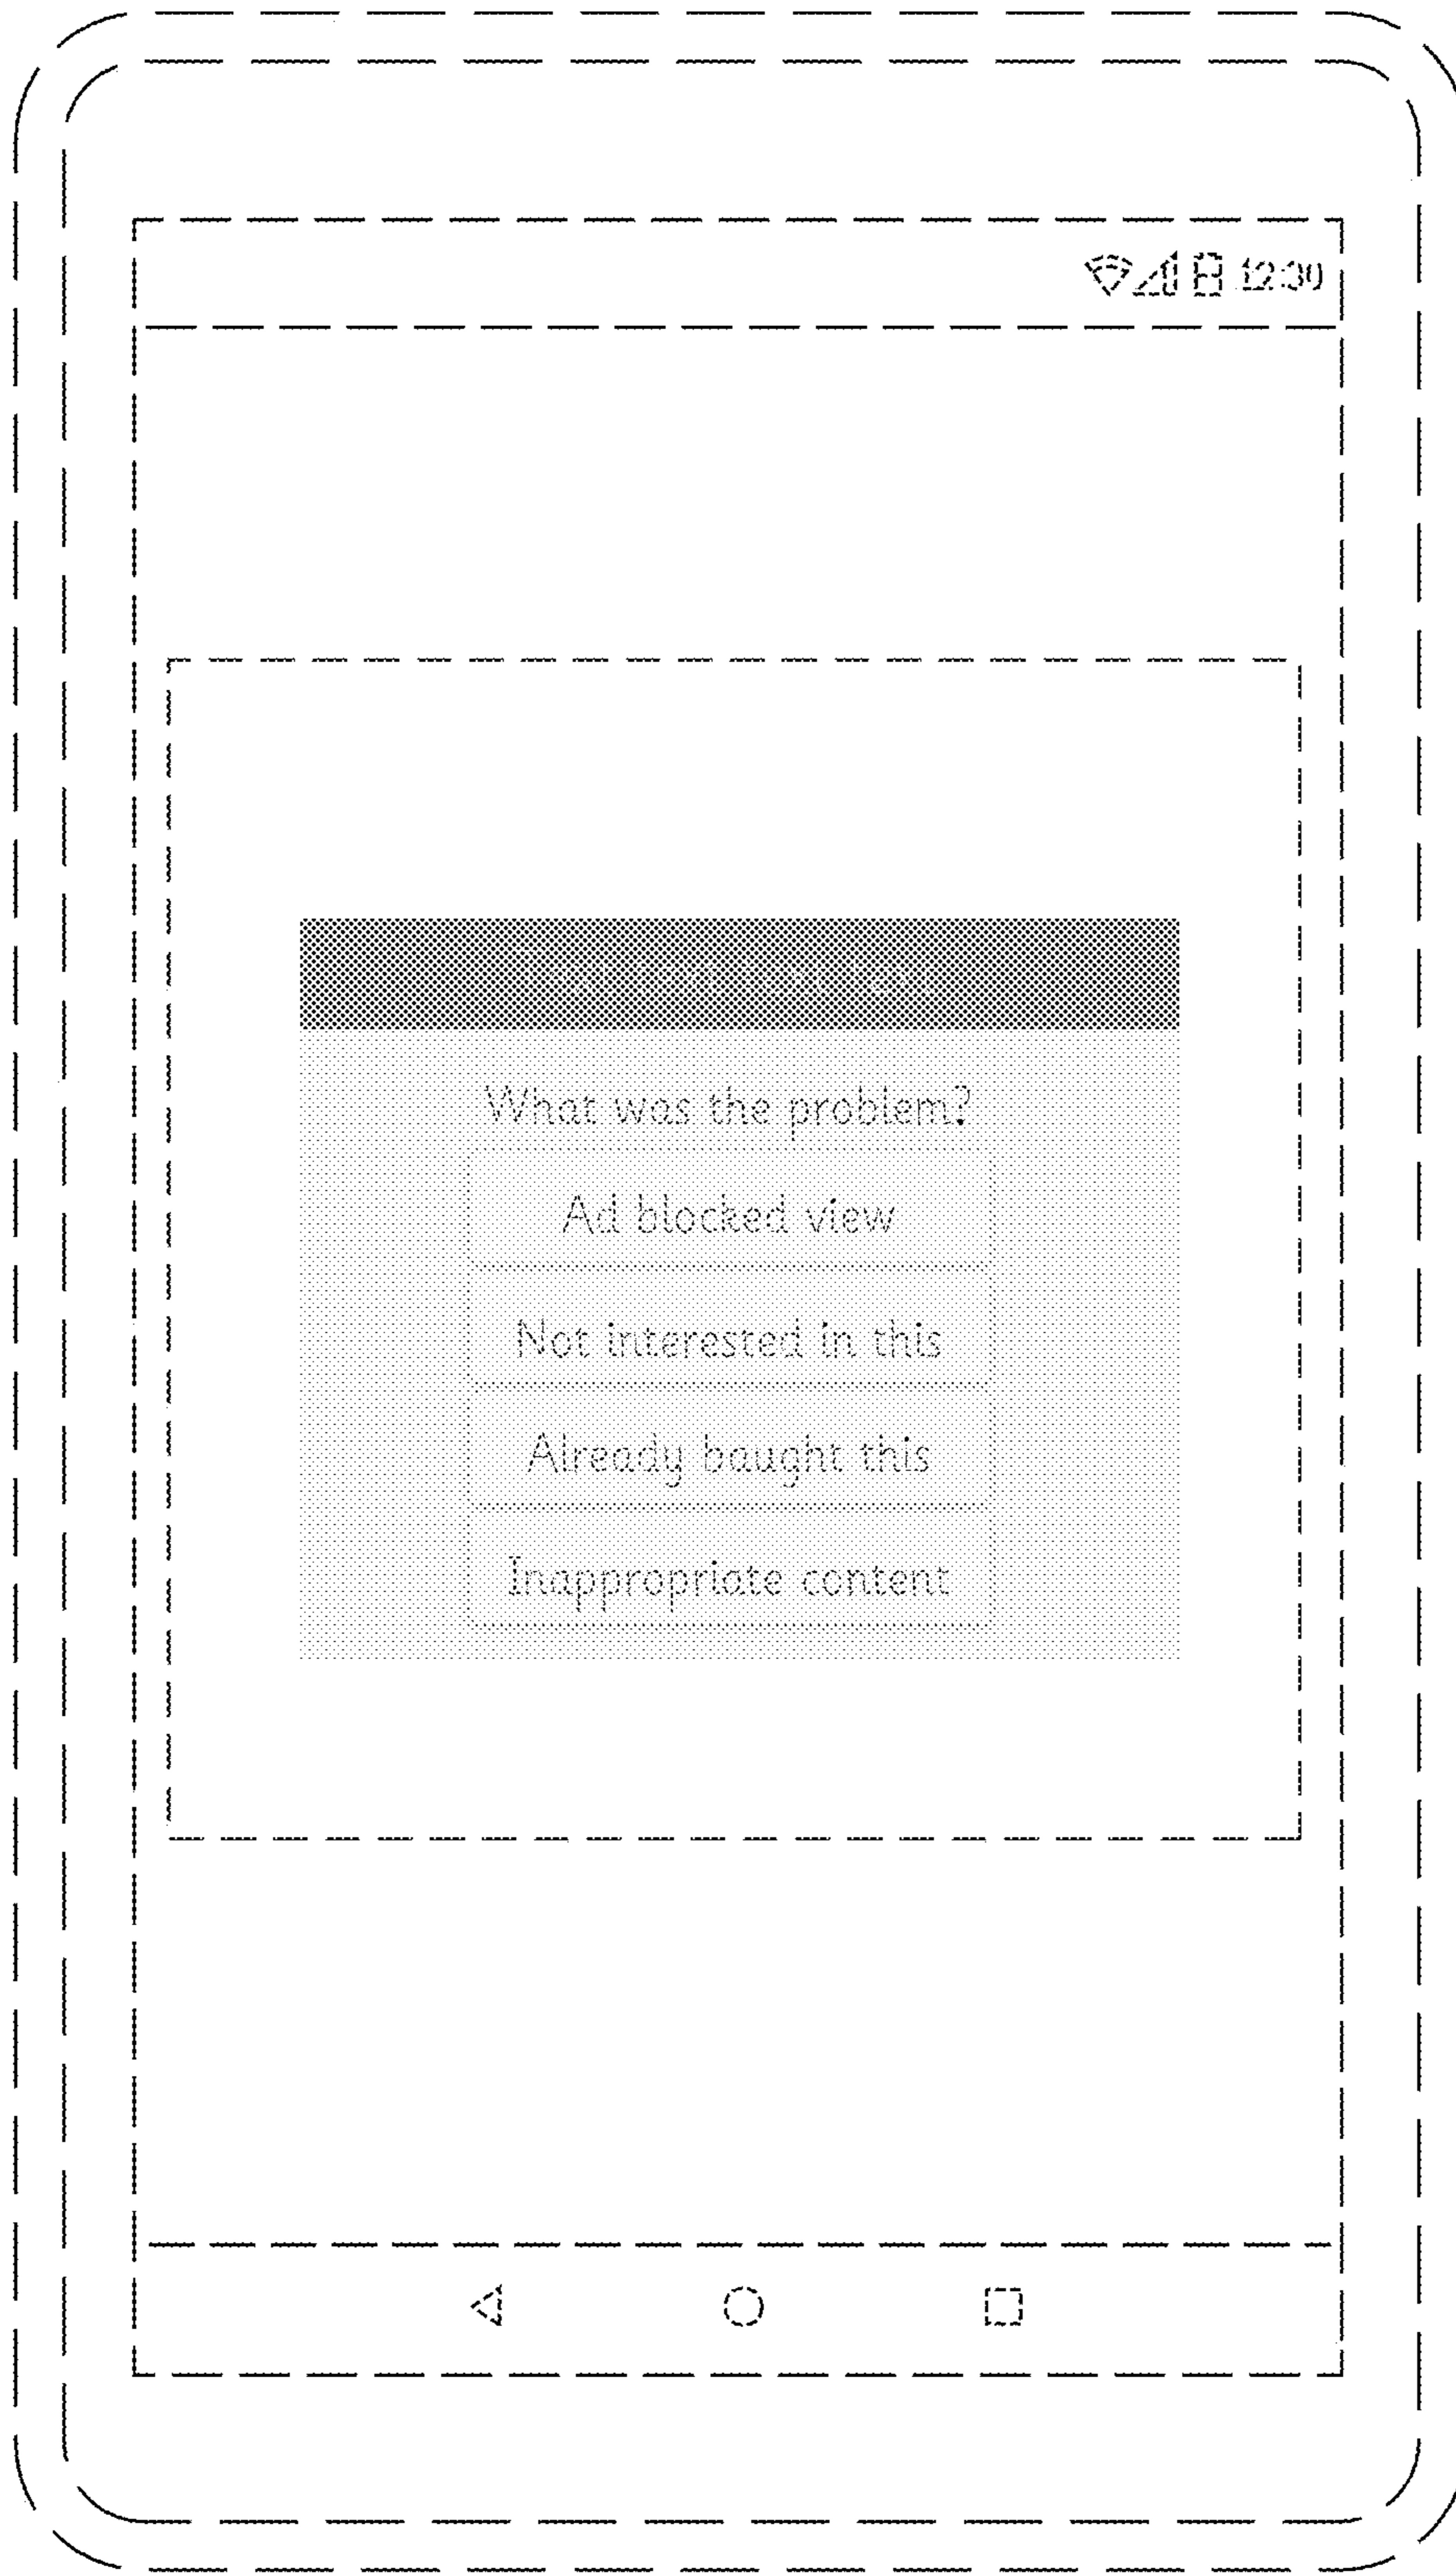 12:30
What was the problem?
Ad blocked view
Not interested in this
Already baught this
Inappropriate content